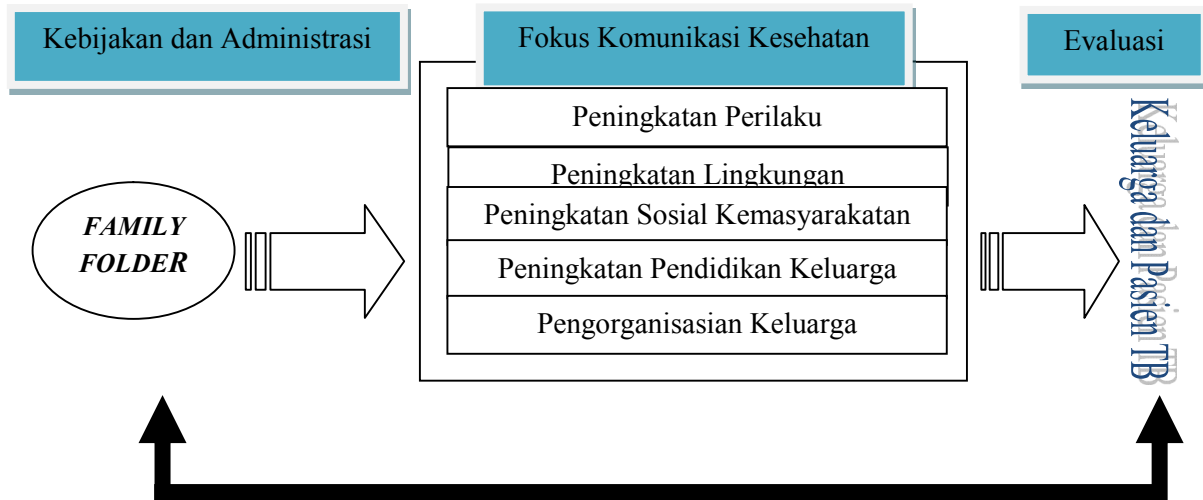 Kebijakan dan Administrasi
Fokus Komunikasi Kesehatan
Evaluasi
FAMILY
FOLDER
Peningkatan Perilaku
Peningkatan Lingkungan
Peningkatan Sosial Kemasyarakatan
Peningkatan Pendidikan Keluarga
Pengorganisasian Keluarga
Keluarga dan Pasien TB